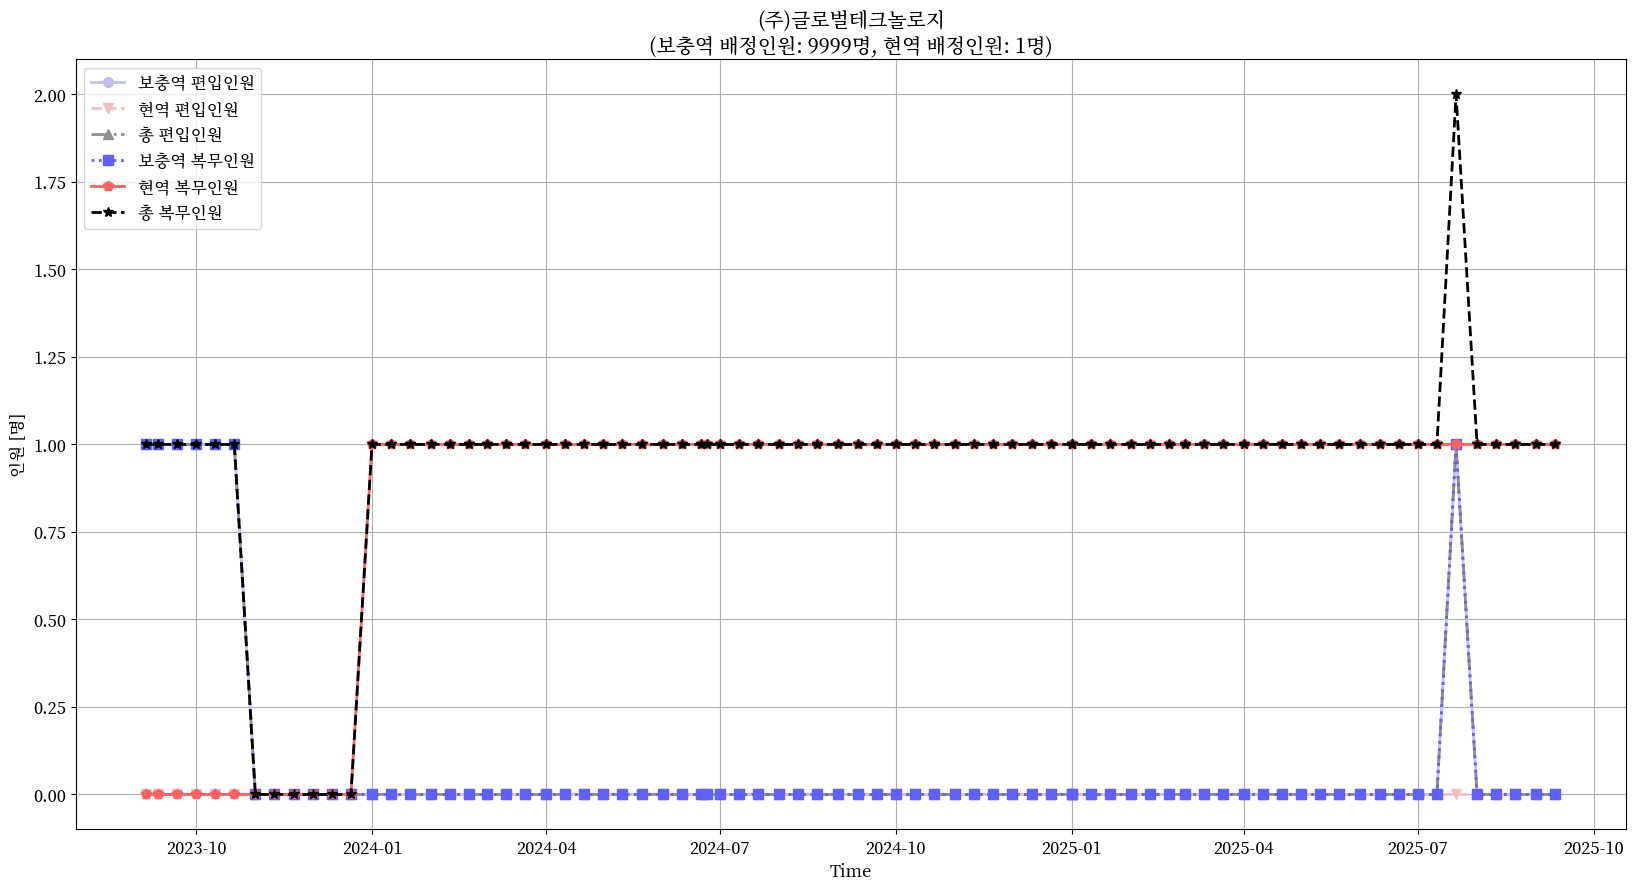 (주)글로벌테크놀로지
(보충역 배정인원: 9999명, 현역 배정인원: 1명)
보충역 편입인원
현역 편입인원
총 편입인원
보충역 복무인원
현역 복무인원
총 복무인원
2.00
1.75
1.50
1.25
1.00
0.75
0.50
0.25
0.00
인원 [명]
2023-10 2024-01 2024-04 2024-07 2024-10 2025-01 2025-04 2025-07 2025-10
Time